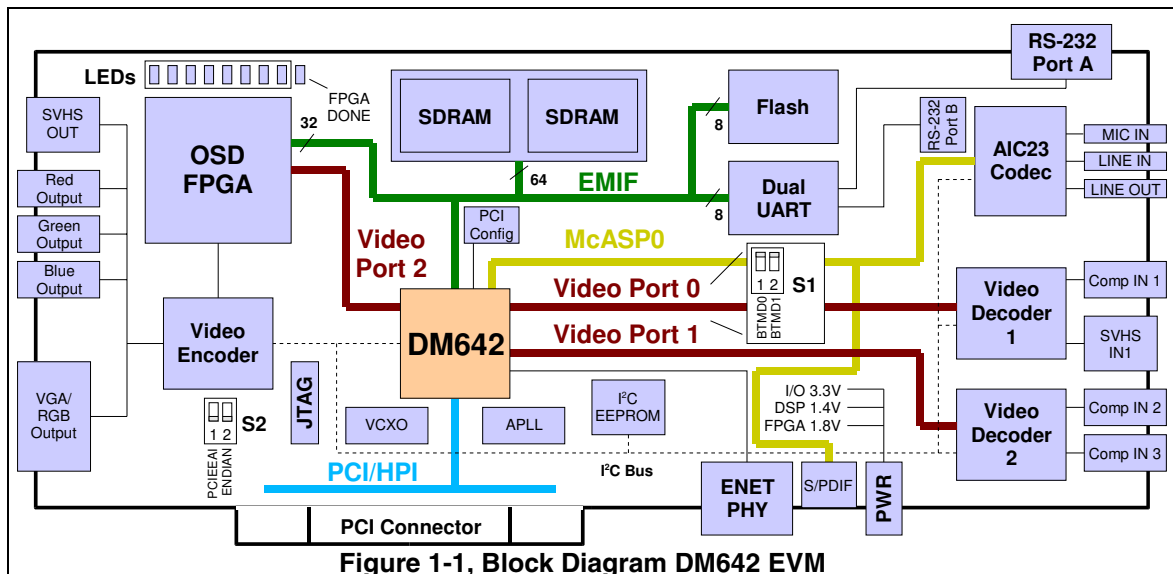 RS-232
Port A
LEDs
FPGA
DONE
SVHS
OUT
OSD
FPGA
32
SDRAM
SDRAM
64
EMIF
8
Flash
8
Dual
UART
RS-232
Port B
AIC23
Codec
MIC IN
LINE IN
LINE OUT
Red
Output
Green
Output
Blue
Output
Video
Port 2
PCI
Config
McASP0
Video Port 0
Video Port 1
1 2
S1
BTMD0
BTMD1
Video
Decoder
1
Comp IN 1
SVHS
IN1
Video
Encoder
DM642
VGA/
RGB
Output
1 2
S2
PCIEEAI
ENDIAN
JTAG
VCXO
APLL
I²C
EEPROM
I/O 3.3V
DSP 1.4V
FPGA 1.8V
Video
Decoder
2
Comp IN 2
Comp IN 3
PCI/HPI
I²C Bus
ENET
PHY
S/PDIF
PWR
PCI Connector
Figure 1-1, Block Diagram DM642 EVM